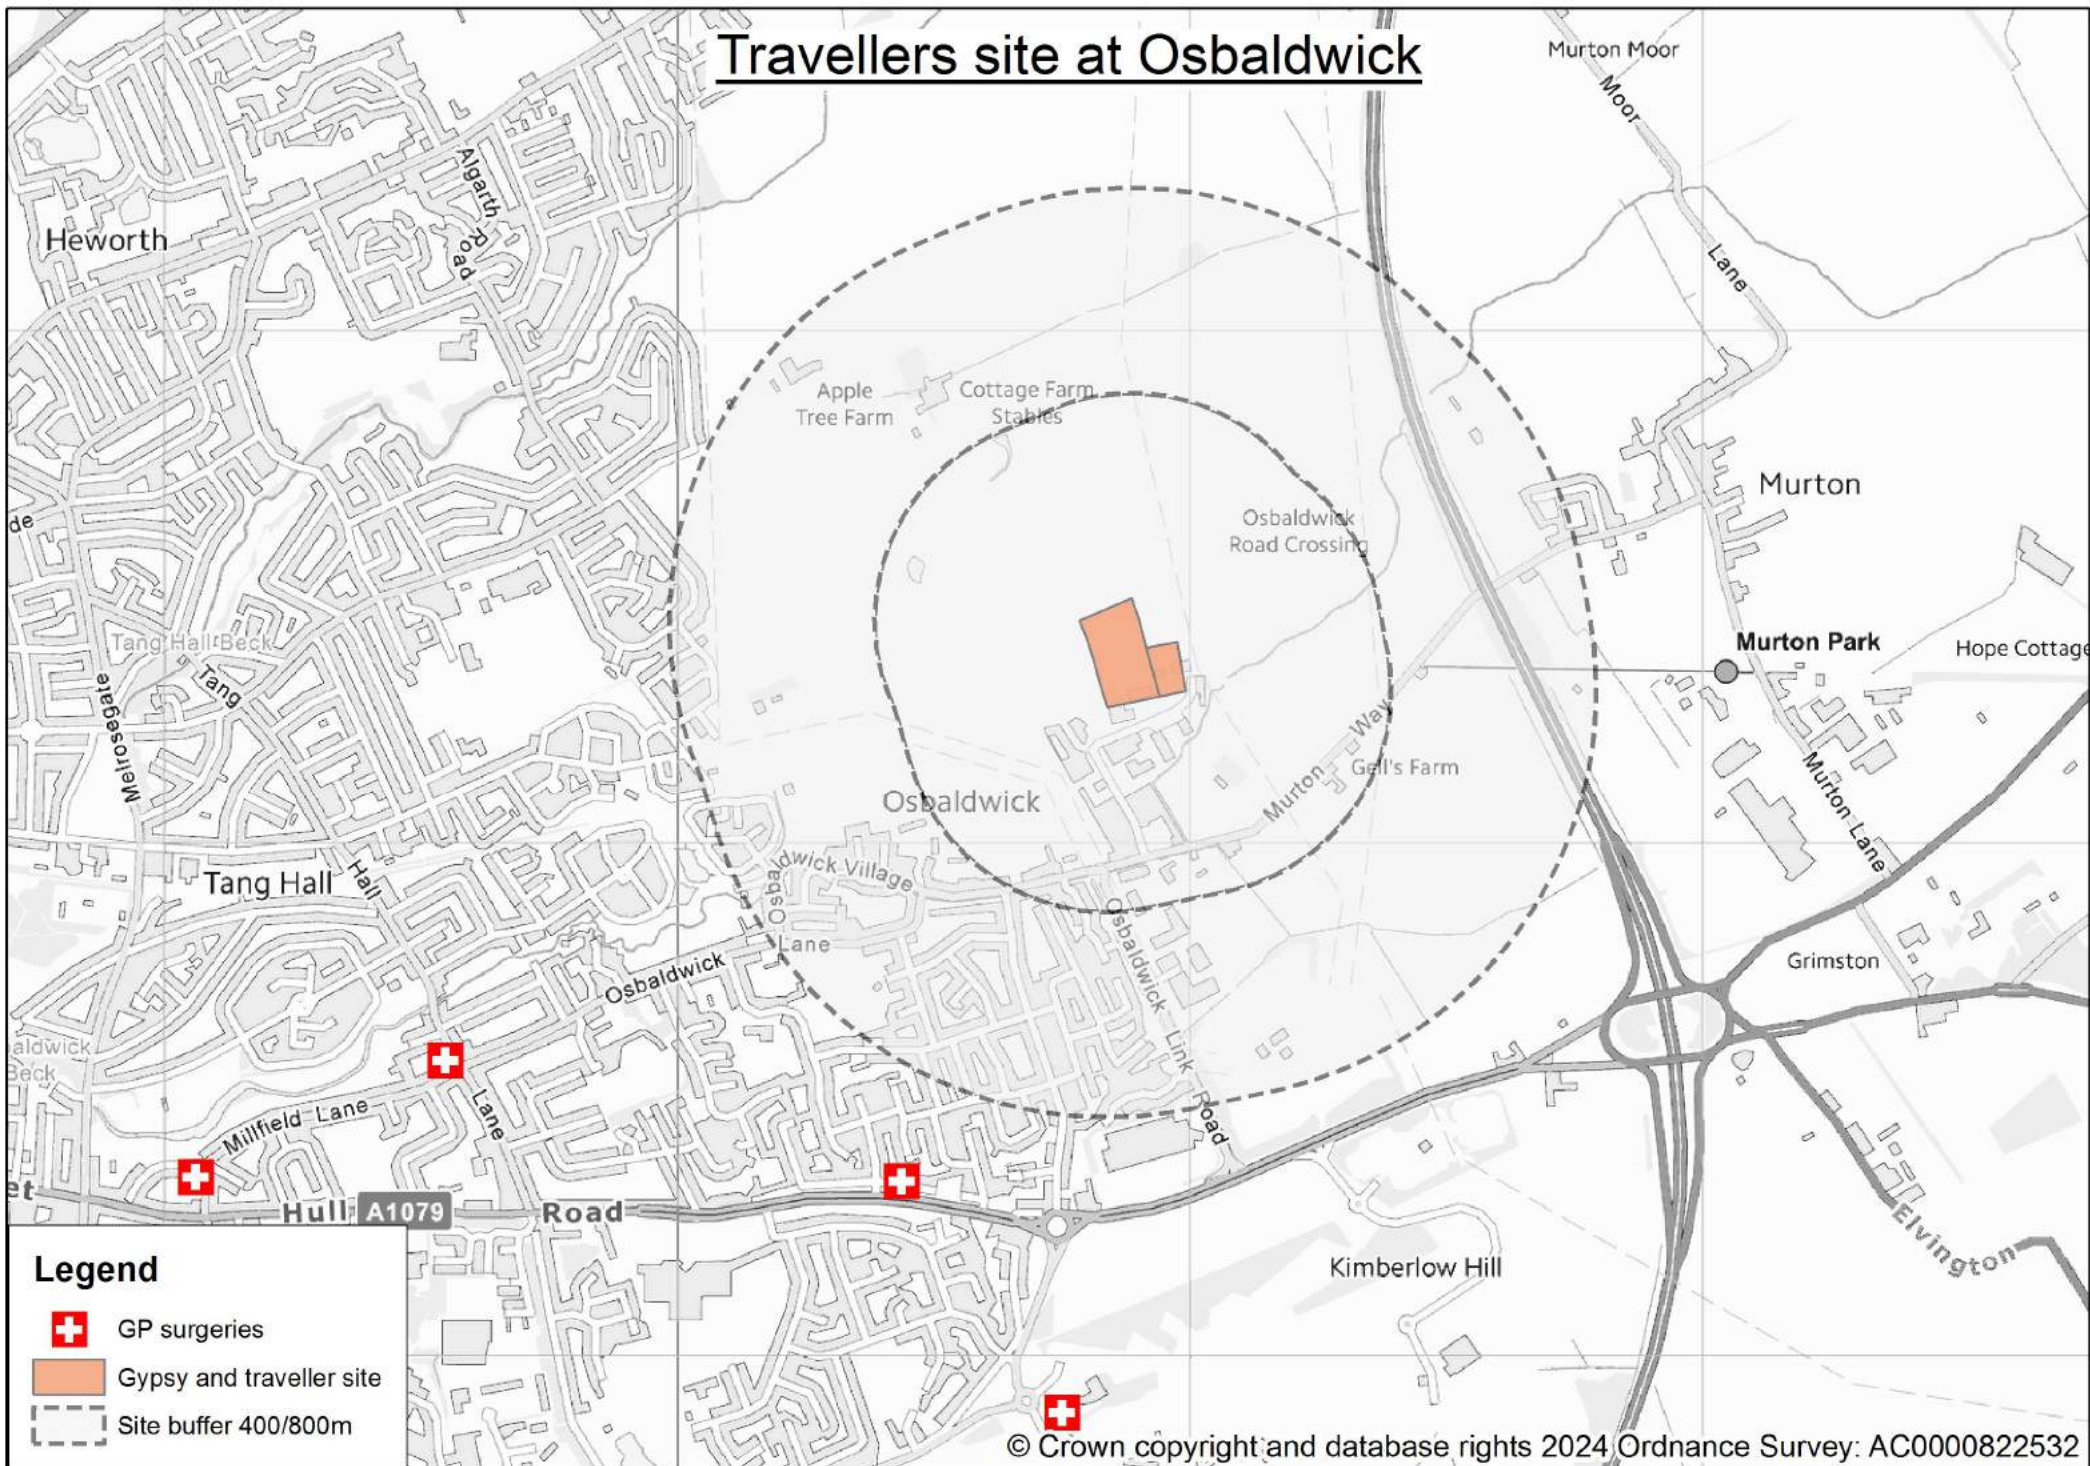 Travellers site at Osbaldwick
Murton Moor
Moor
Lane
Algarth
Road
Heworth
Apple
Tree Farm
Cottage Farm
Stables
Murton
de
Osbaldwick
Road Crossing
Tang Hall Beck
Tang
Murton Park
Hope Cottage
Melrosegate
Murton Way
Gell's Farm
Osbaldwick
Murton Lane
Osbaldwick Village
Tang Hall
Hall
Lane
Osbaldwick
Osbaldwick Link Road
Grimston
aldwick
Beck
Millfield Lane
Lane
et
Hull A1079 Road
Elvington
Kimberlow Hill
Legend
GP surgeries
Gypsy and traveller site
Site buffer 400/800m
© Crown copyright and database rights 2024 Ordnance Survey: AC0000822532